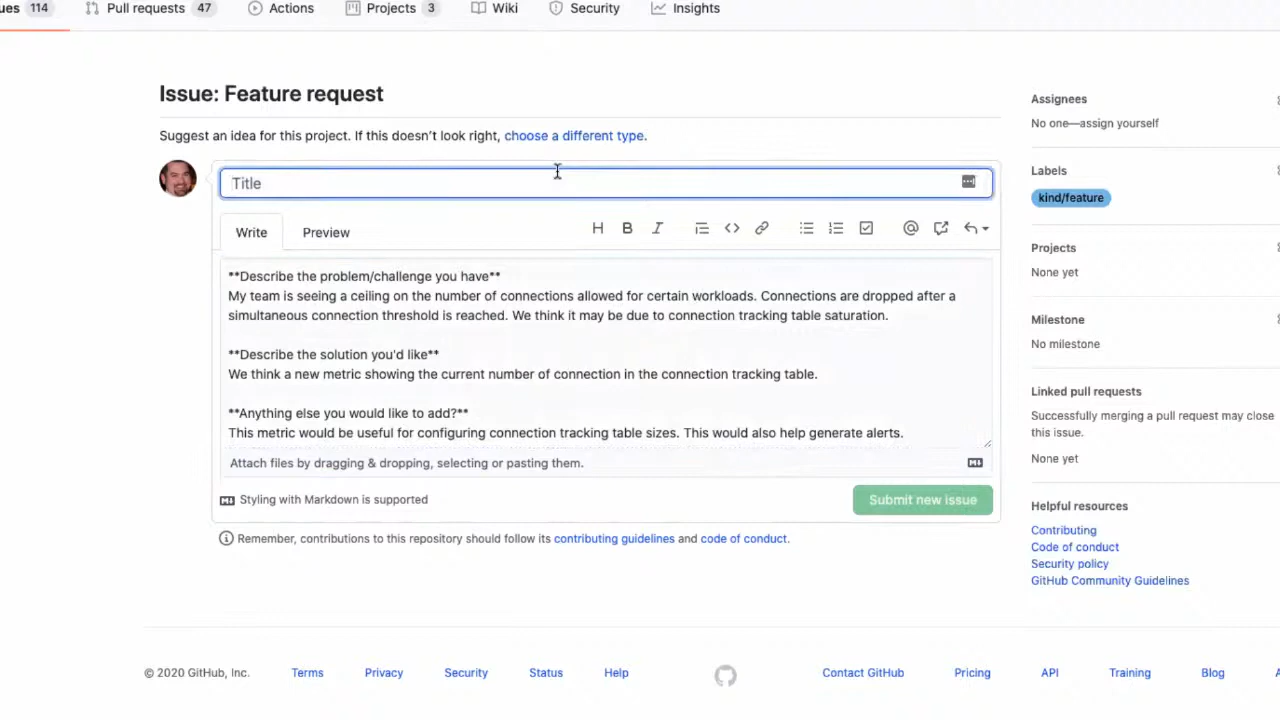 ues 114 Pull requests 47 Actions Projects 3 Wiki Security Insights
Issue: Feature request
Suggest an idea for this project. If this doesn't look right, choose a different type.
Title
Write Preview
**Describe the problem/challenge you have**
My team is seeing a ceiling on the number of connections allowed for certain workloads. Connections are dropped after a
simultaneous connection threshold is reached. We think it may be due to connection tracking table saturation.
**Describe the solution you'd like**
We think a new metric showing the current number of connection in the connection tracking table.
**Anything else you would like to add?**
This metric would be useful for configuring connection tracking table sizes. This would also help generate alerts.
Attach files by dragging & dropping, selecting or pasting them.
Styling with Markdown is supported
Submit new issue
Remember, contributions to this repository should follow its contributing guidelines and code of conduct.
Assignees
No one—assign yourself
Labels
kind/feature
Projects
None yet
Milestone
No milestone
Linked pull requests
Successfully merging a pull request may close
this issue.
None yet
Helpful resources
Contributing
Code of conduct
Security policy
GitHub Community Guidelines
© 2020 GitHub, Inc. Terms Privacy Security Status Help Contact GitHub Pricing API Training Blog A